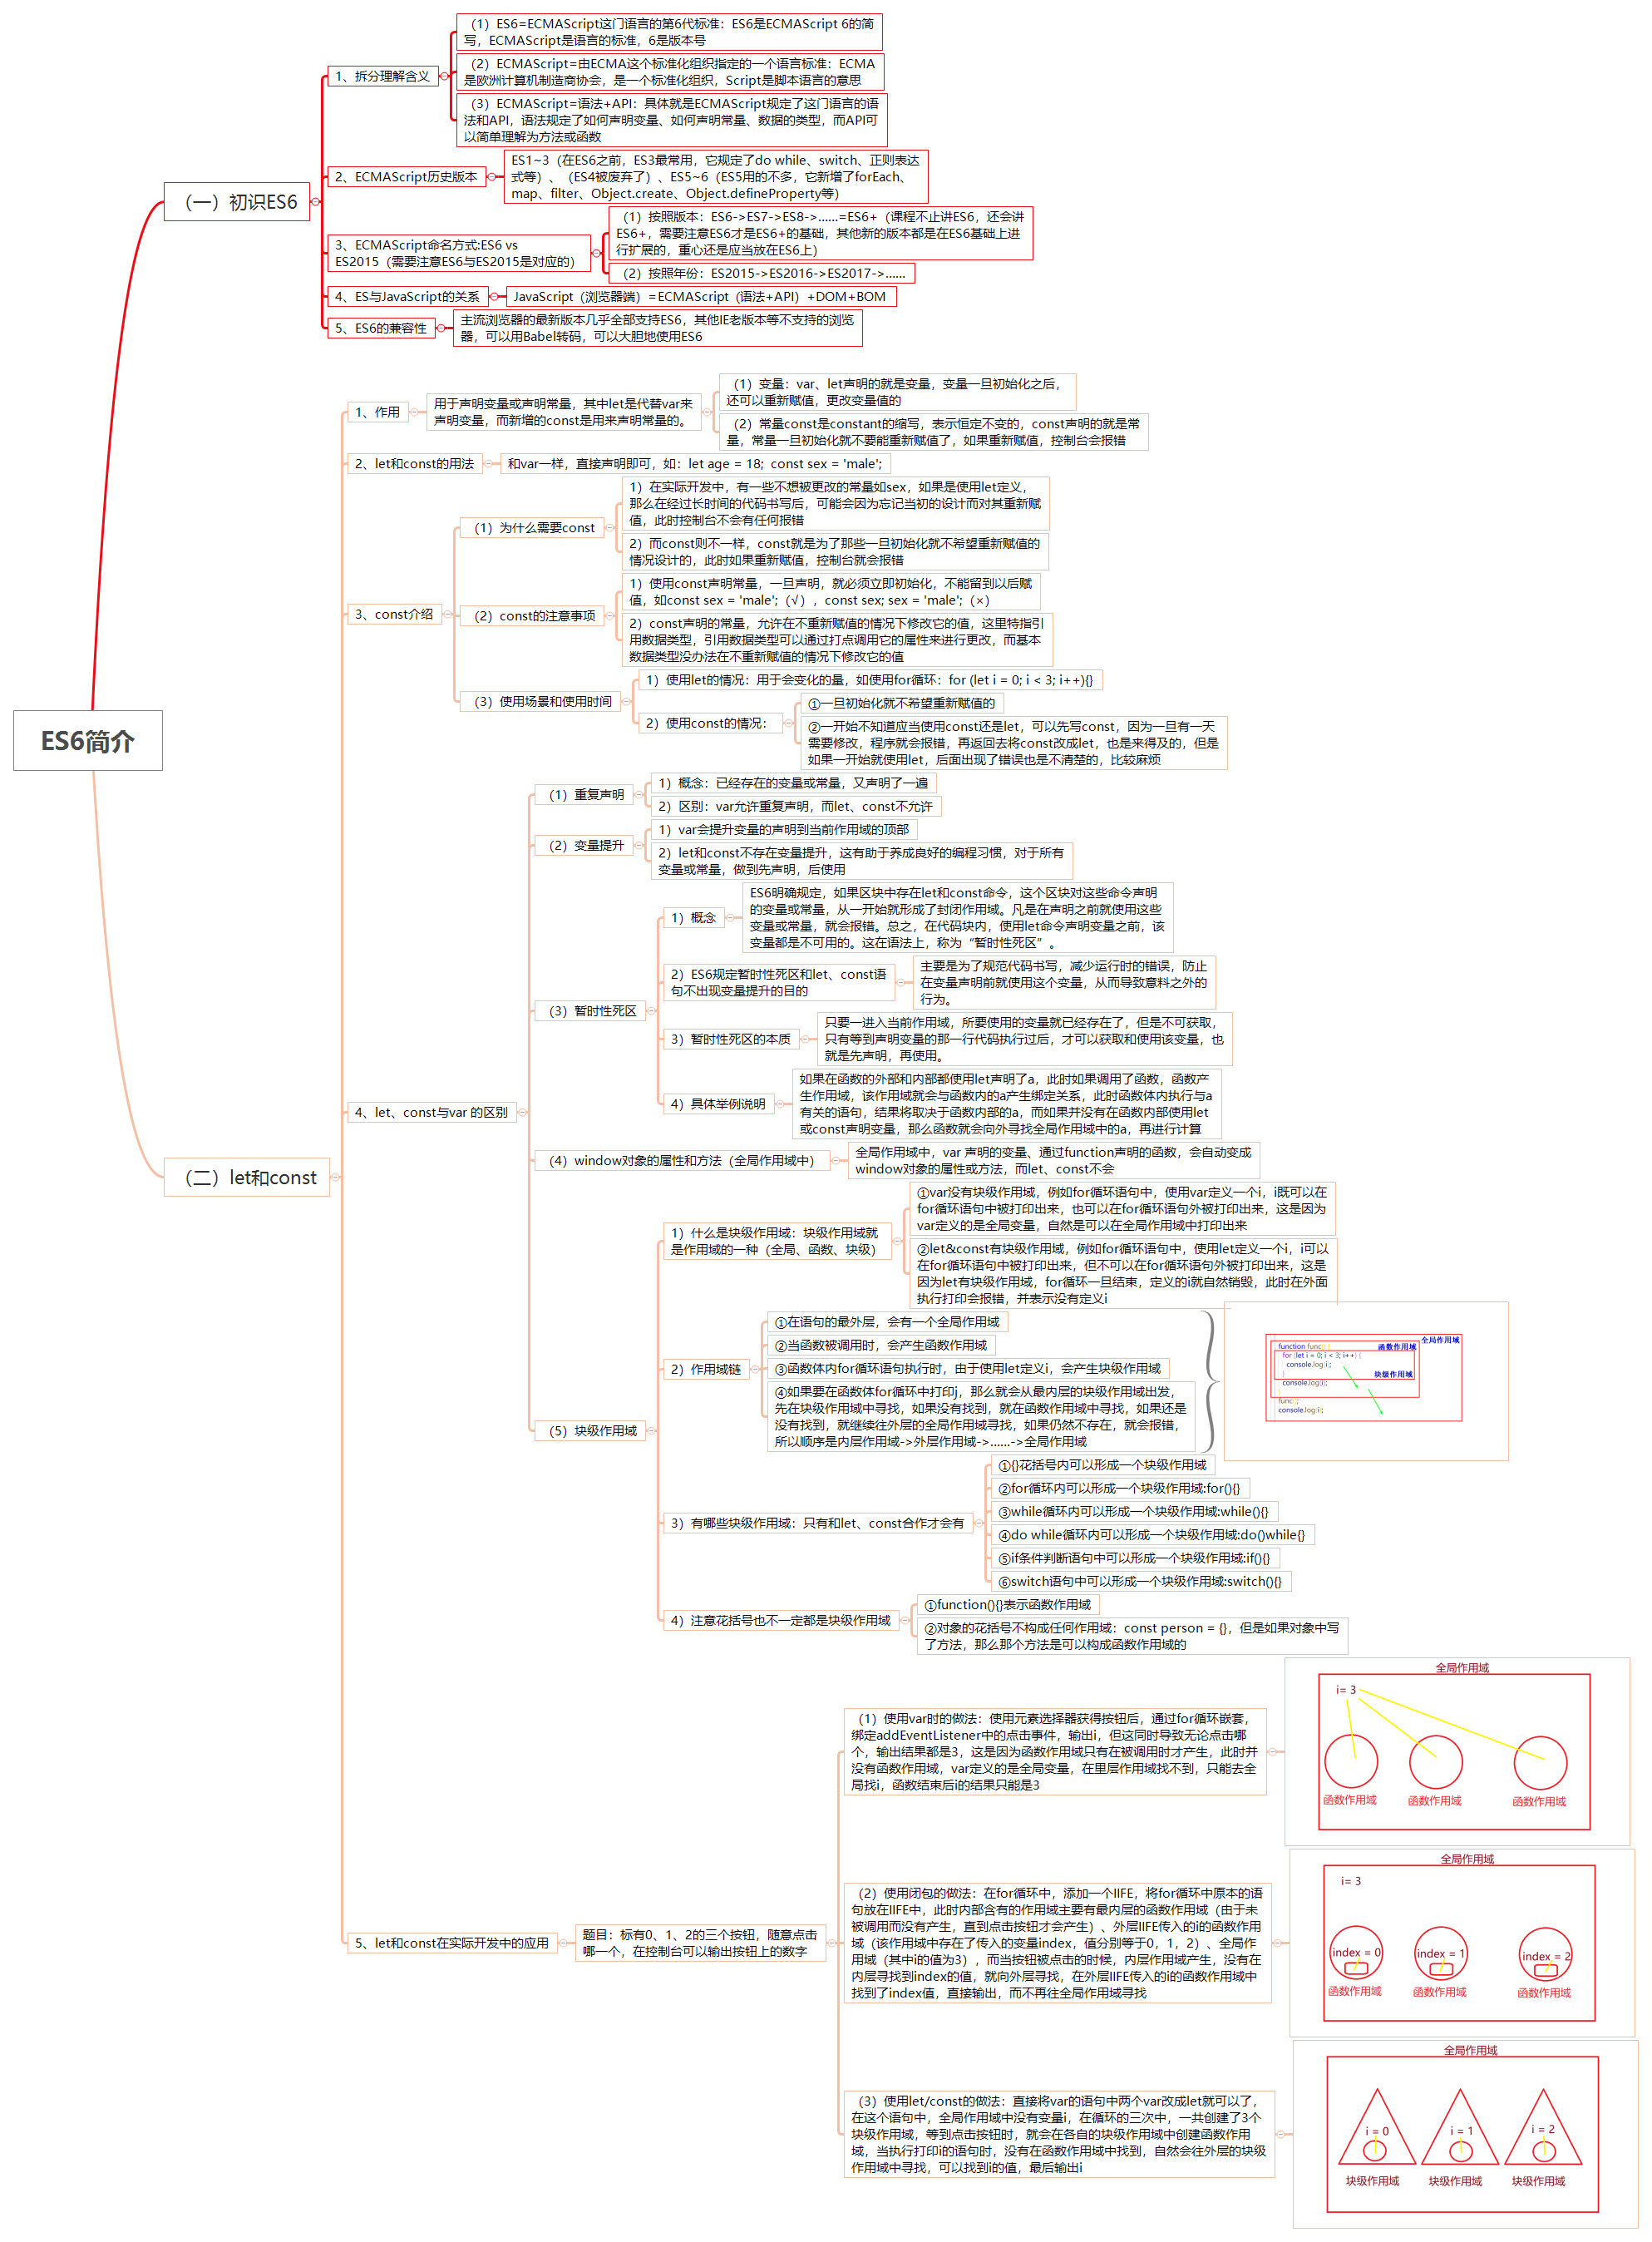 ES6简介
（一）初识ES6
1、拆分理解含义
（1）ES6=ECMAScript这门语言的第6代标准：ES6是ECMAScript 6的简
写，ECMAScript是语言的标准，6是版本号
（2）ECMAScript=由ECMA这个标准化组织指定的一个语言标准：ECMA
是欧洲计算机制造商协会，是一个标准化组织，Script是脚本语言的意思
（3）ECMAScript=语法+API：具体就是ECMAScript规定了这门语言的语
法和API，语法规定了如何声明变量、如何声明常量、数据的类型，而API可
以简单理解为方法或函数
2、ECMAScript历史版本
ES1~3（在ES6之前，ES3最常用，它规定了do while、switch、正则表达
式等）、（ES4被废弃了）、ES5~6（ES5用的不多，它新增了forEach、
map、filter、Object.create、Object.defineProperty等）
3、ECMAScript命名方式:ES6 vs
ES2015（需要注意ES6与ES2015是对应的）
（1）按照版本：ES6->ES7->ES8->......=ES6+（课程不止讲ES6，还会讲
ES6+，需要注意ES6才是ES6+的基础，其他新的版本都是在ES6基础上进
行扩展的，重心还是应当放在ES6上）
（2）按照年份：ES2015->ES2016->ES2017->......
4、ES与JavaScript的关系
JavaScript（浏览器端）=ECMAScript (语法+API）+DOM+BOM
5、ES6的兼容性
主流浏览器的最新版本几乎全部支持ES6，其他IE老版本等不支持的浏览
器，可以用Babel转码，可以大胆地使用ES6
（二）let和const
1、作用
用于声明变量或声明常量，其中let是代替var来
声明变量，而新增的const是用来声明常量的。
（1）变量：var、let声明的就是变量，变量一旦初始化之后，
还可以重新赋值，更改变量值的
（2）常量const是constant的缩写，表示恒定不变的，const声明的就是常
量，常量一旦初始化就不要能重新赋值了，如果重新赋值，控制台会报错
2、let和const的用法
和var一样，直接声明即可，如：let age = 18; const sex = 'male';
3、const介绍
（1）为什么需要const
1）在实际开发中，有一些不想被更改的常量如sex，如果是使用let定义，
那么在经过长时间的代码书写后，可能会因为忘记当初的设计而对其重新赋
值，此时控制台不会有任何报错
2）而const则不一样，const就是为了那些一旦初始化就不希望重新赋值的
情况设计的，此时如果重新赋值，控制台就会报错
（2）const的注意事项
1）使用const声明常量，一旦声明，就必须立即初始化，不能留到以后赋
值，如const sex = 'male';（√），const sex; sex = 'male';（×）
2）const声明的常量，允许在不重新赋值的情况下修改它的值，这里特指引
用数据类型，引用数据类型可以通过打点调用它的属性来进行更改，而基本
数据类型没办法在不重新赋值的情况下修改它的值
（3）使用场景和使用时间
1）使用let的情况：用于会变化的量，如使用for循环：for (let i = 0; i < 3; i++){}
2）使用const的情况：
①一旦初始化就不希望重新赋值的
②一开始不知道应当使用const还是let，可以先写const，因为一旦有一天
需要修改，程序就会报错，再返回去将const改成let，也是来得及的，但是
如果一开始就使用let，后面出现了错误也是不清楚的，比较麻烦
4、let、const与var 的区别
（1）重复声明
1）概念：已经存在的变量或常量，又声明了一遍
2）区别：var允许重复声明，而let、const不允许
（2）变量提升
1）var会提升变量的声明到当前作用域的顶部
2）let和const不存在变量提升，这有助于养成良好的编程习惯，对于所有
变量或常量，做到先声明，后使用
（3）暂时性死区
1）概念
ES6明确规定，如果区块中存在let和const命令，这个区块对这些命令声明
的变量或常量，从一开始就形成了封闭作用域。凡是在声明之前就使用这些
变量或常量，就会报错。总之，在代码块内，使用let命令声明变量之前，该
变量都是不可用的。这在语法上，称为“暂时性死区”。
2）ES6规定暂时性死区和let、const语
句不出现变量提升的目的
主要是为了规范代码书写，减少运行时的错误，防止
在变量声明前就使用这个变量，从而导致意料之外的
行为。
3）暂时性死区的本质
只要一进入当前作用域，所要使用的变量就已经存在了，但是不可获取，
只有等到声明变量的那一行代码执行过后，才可以获取和使用该变量，也
就是先声明，再使用。
4）具体举例说明
如果在函数的外部和内部都使用let声明了a，此时如果调用了函数，函数产
生作用域，该作用域就会与函数内的a产生绑定关系，此时函数体内执行与a
有关的语句，结果将取决于函数内部的a，而如果并没有在函数内部使用let
或const声明变量，那么函数就会向外寻找全局作用域中的a，再进行计算
（4）window对象的属性和方法（全局作用域中）
全局作用域中，var 声明的变量、通过function声明的函数，会自动变成
window对象的属性或方法，而let、const不会
（5）块级作用域
1）什么是块级作用域：块级作用域就
是作用域的一种（全局、函数、块级）
①var没有块级作用域，例如for循环语句中，使用var定义一个i，i既可以在
for循环语句中被打印出来，也可以在for循环语句外被打印出来，这是因为
var定义的是全局变量，自然是可以在全局作用域中打印出来
②let&const有块级作用域，例如for循环语句中，使用let定义一个i，i可以
在for循环语句中被打印出来，但不可以在for循环语句外被打印出来，这是
因为let有块级作用域，for循环一旦结束，定义的i就自然销毁，此时在外面
执行打印会报错，并表示没有定义i
2）作用域链
①在语句的最外层，会有一个全局作用域
②当函数被调用时，会产生函数作用域
③函数体内for循环语句执行时，由于使用let定义i，会产生块级作用域
④如果要在函数体for循环中打印j，那么就会从最内层的块级作用域出发，
先在块级作用域中寻找，如果没有找到，就在函数作用域中寻找，如果还是
没有找到，就继续往外层的全局作用域寻找，如果仍然不存在，就会报错，
所以顺序是内层作用域->外层作用域->......->全局作用域
全局作用域
function func() { 函数作用域
for (let i = 0; i < 3; i++) {
console.log(i);
} 块级作用域
console.log(i);
}
func();
console.log(i);
3）有哪些块级作用域：只有和let、const合作才会有
①{}花括号内可以形成一个块级作用域
②for循环内可以形成一个块级作用域:for(){}
③while循环内可以形成一个块级作用域:while(){}
④do while循环内可以形成一个块级作用域:do()while{}
⑤if条件判断语句中可以形成一个块级作用域:if(){}
⑥switch语句中可以形成一个块级作用域:switch(){}
4）注意花括号也不一定都是块级作用域
①function(){}表示函数作用域
②对象的花括号不构成任何作用域：const person = {}，但是如果对象中写
了方法，那么那个方法是可以构成函数作用域的
5、let和const在实际开发中的应用
题目：标有0、1、2的三个按钮，随意点击
哪一个，在控制台可以输出按钮上的数字
（1）使用var时的做法：使用元素选择器获得按钮后，通过for循环嵌套，
绑定addEventListener中的点击事件，输出i，但这同时导致无论点击哪
个，输出结果都是3，这是因为函数作用域只有在被调用时才产生，此时并
没有函数作用域，var定义的是全局变量，在里层作用域找不到，只能去全
局找i，函数结束后i的结果只能是3
全局作用域
i= 3
函数作用域 函数作用域 函数作用域
（2）使用闭包的做法：在for循环中，添加一个IIFE，将for循环中原本的语
句放在IIFE中，此时内部含有的作用域主要有最内层的函数作用域（由于未
被调用而没有产生，直到点击按钮才会产生）、外层IIFE传入的i的函数作用
域（该作用域中存在了传入的变量index，值分别等于0，1，2）、全局作
用域（其中i的值为3），而当按钮被点击的时候，内层作用域产生，没有在
内层寻找到index的值，就向外层寻找，在外层IIFE传入的i的函数作用域中
找到了index值，直接输出，而不再往全局作用域寻找
全局作用域
i= 3
index = 0 index = 1 index = 2
函数作用域 函数作用域 函数作用域
（3）使用let/const的做法：直接将var的语句中两个var改成let就可以了，
在这个语句中，全局作用域中没有变量i，在循环的三次中，一共创建了3个
块级作用域，等到点击按钮时，就会在各自的块级作用域中创建函数作用
域，当执行打印i的语句时，没有在函数作用域中找到，自然会往外层的块级
作用域中寻找，可以找到i的值，最后输出i
全局作用域
i = 0 i = 1 i = 2
块级作用域 块级作用域 块级作用域